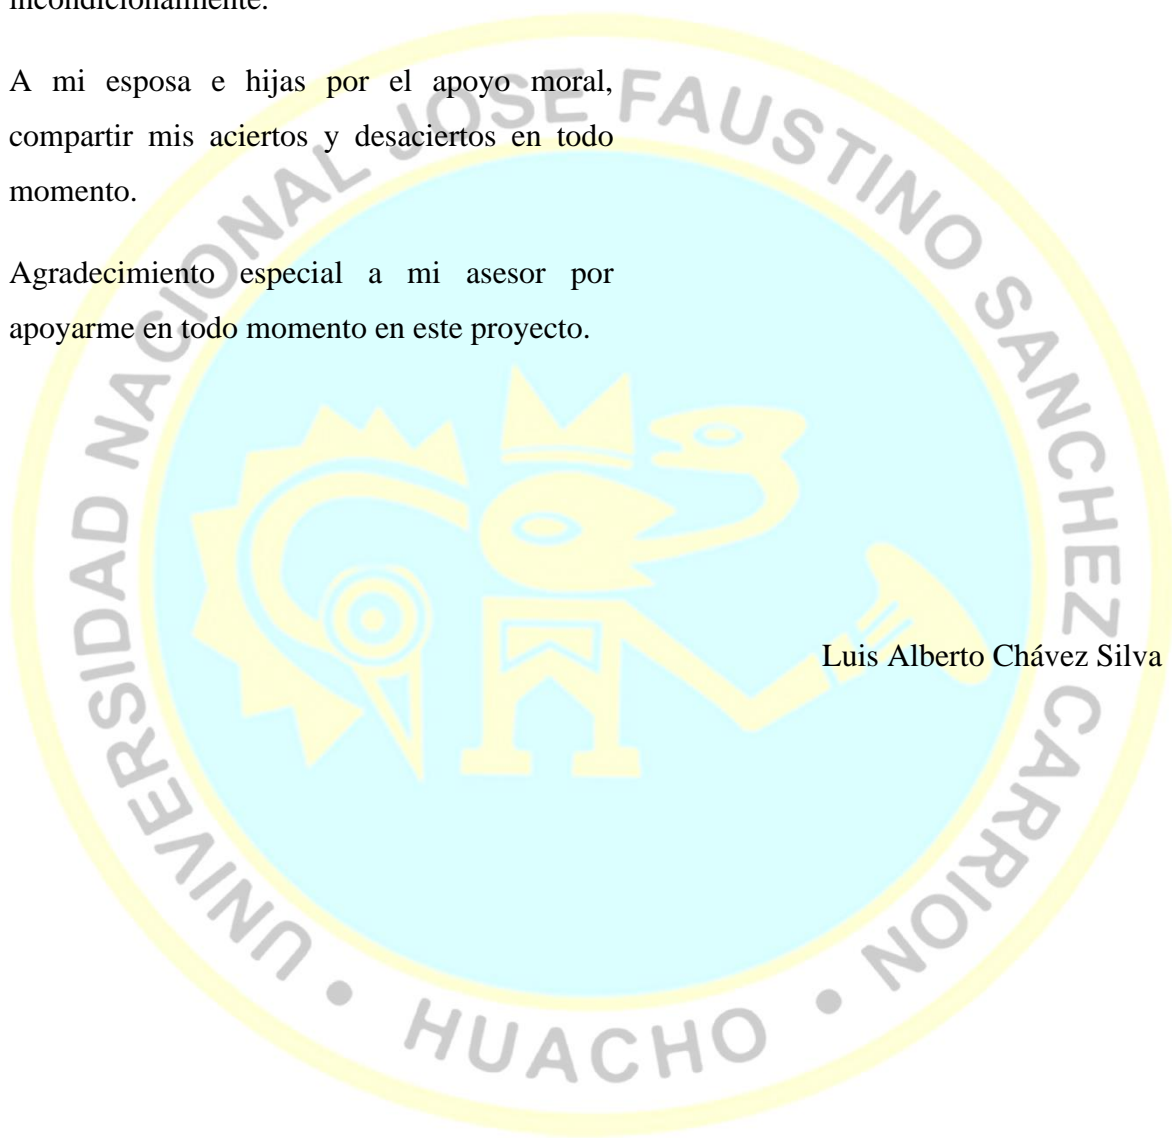 incondicionalmente.
A mi esposa e hijas por el apoyo moral,
compartir mis aciertos y desaciertos en todo
momento.
Agradecimiento especial a mi asesor por
apoyarme en todo momento en este proyecto.
Luis Alberto Chávez Silva
UNIVERSIDAD NACIONAL JOSE FAUSTINO SANCHEZ CARRION • HUACHO •